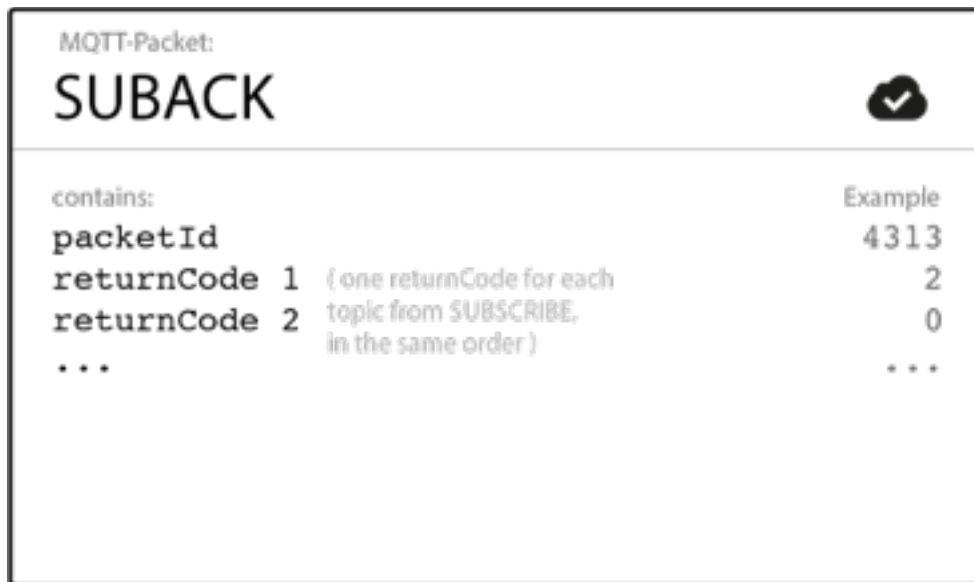 MQTT-Packet:
SUBACK
contains: Example
packetId 4313
returnCode 1 ( one returnCode for each 2
returnCode 2 topic from SUBSCRIBE, 0
in the same order )
... ...